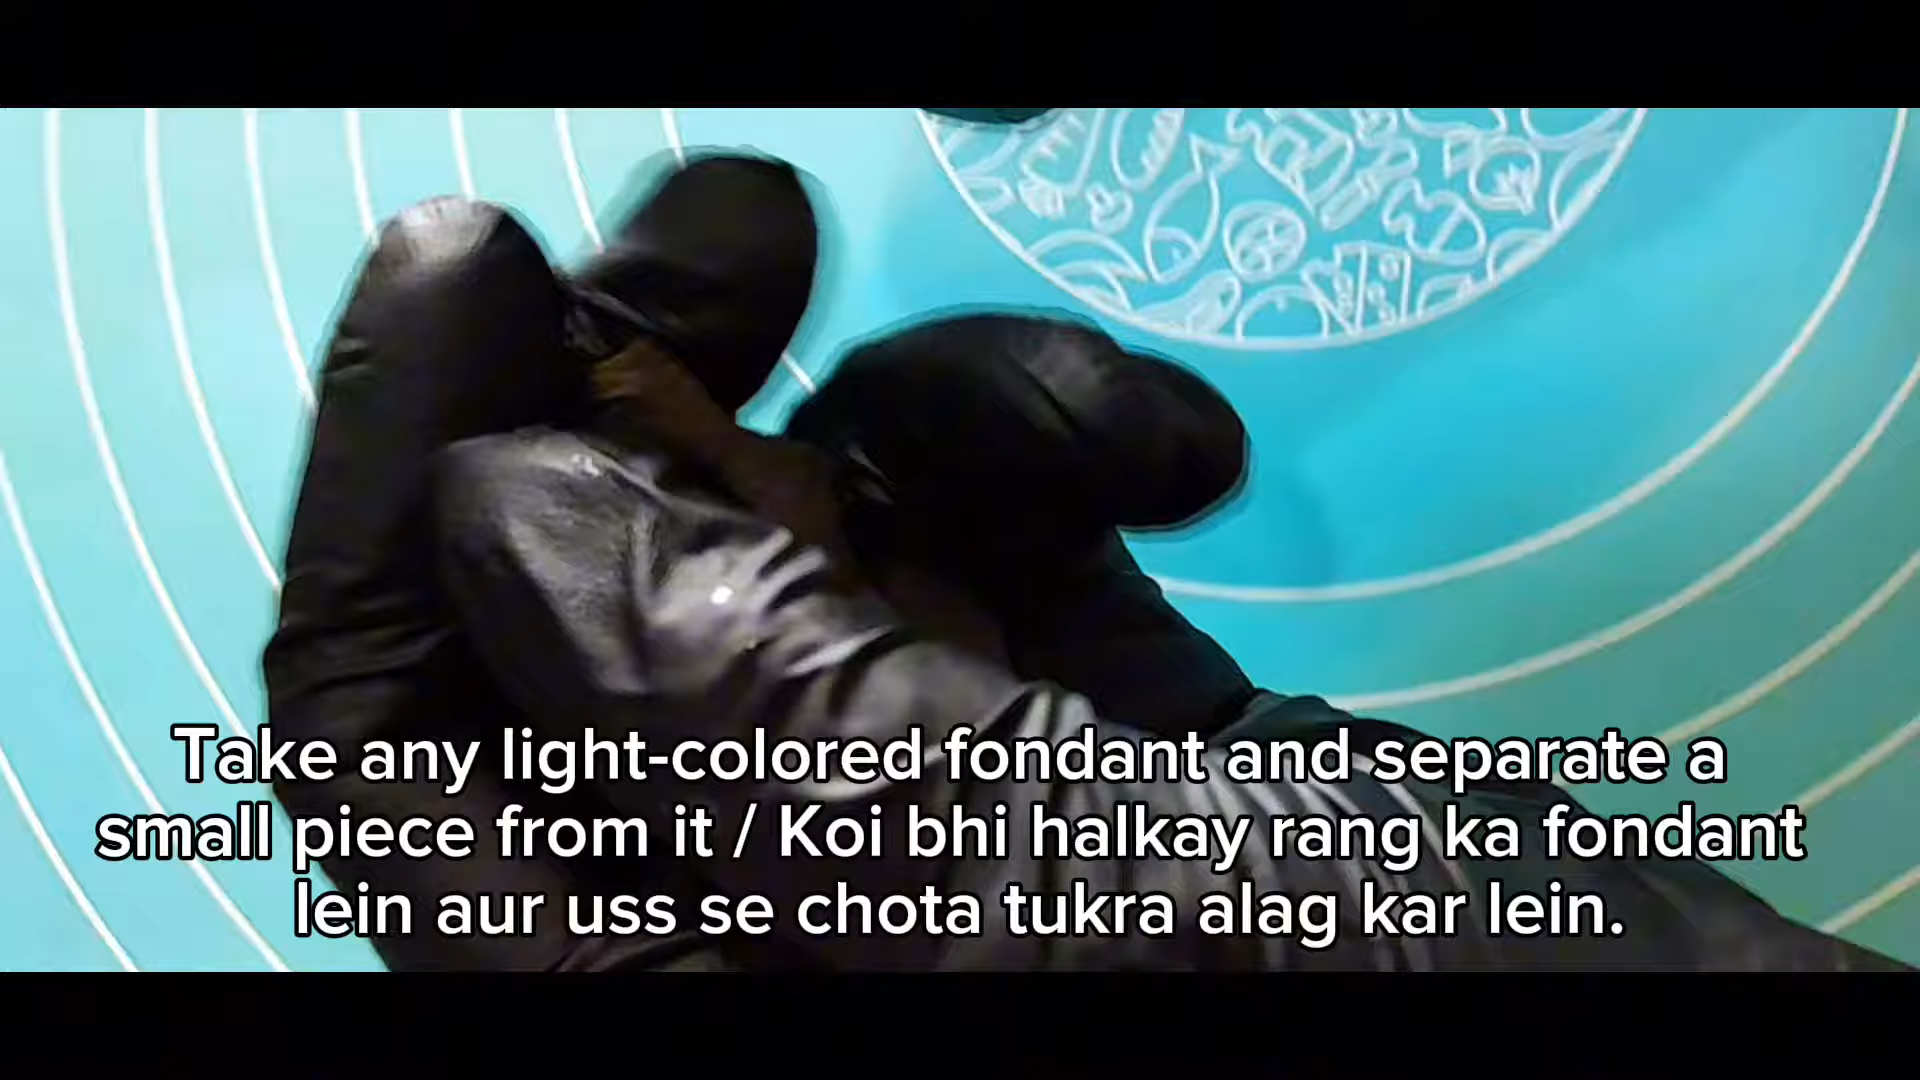 Take any light-colored fondant and separate a
small piece from it / Koi bhi halkay rang ka fondant
lein aur uss se chota tukra alag kar lein.